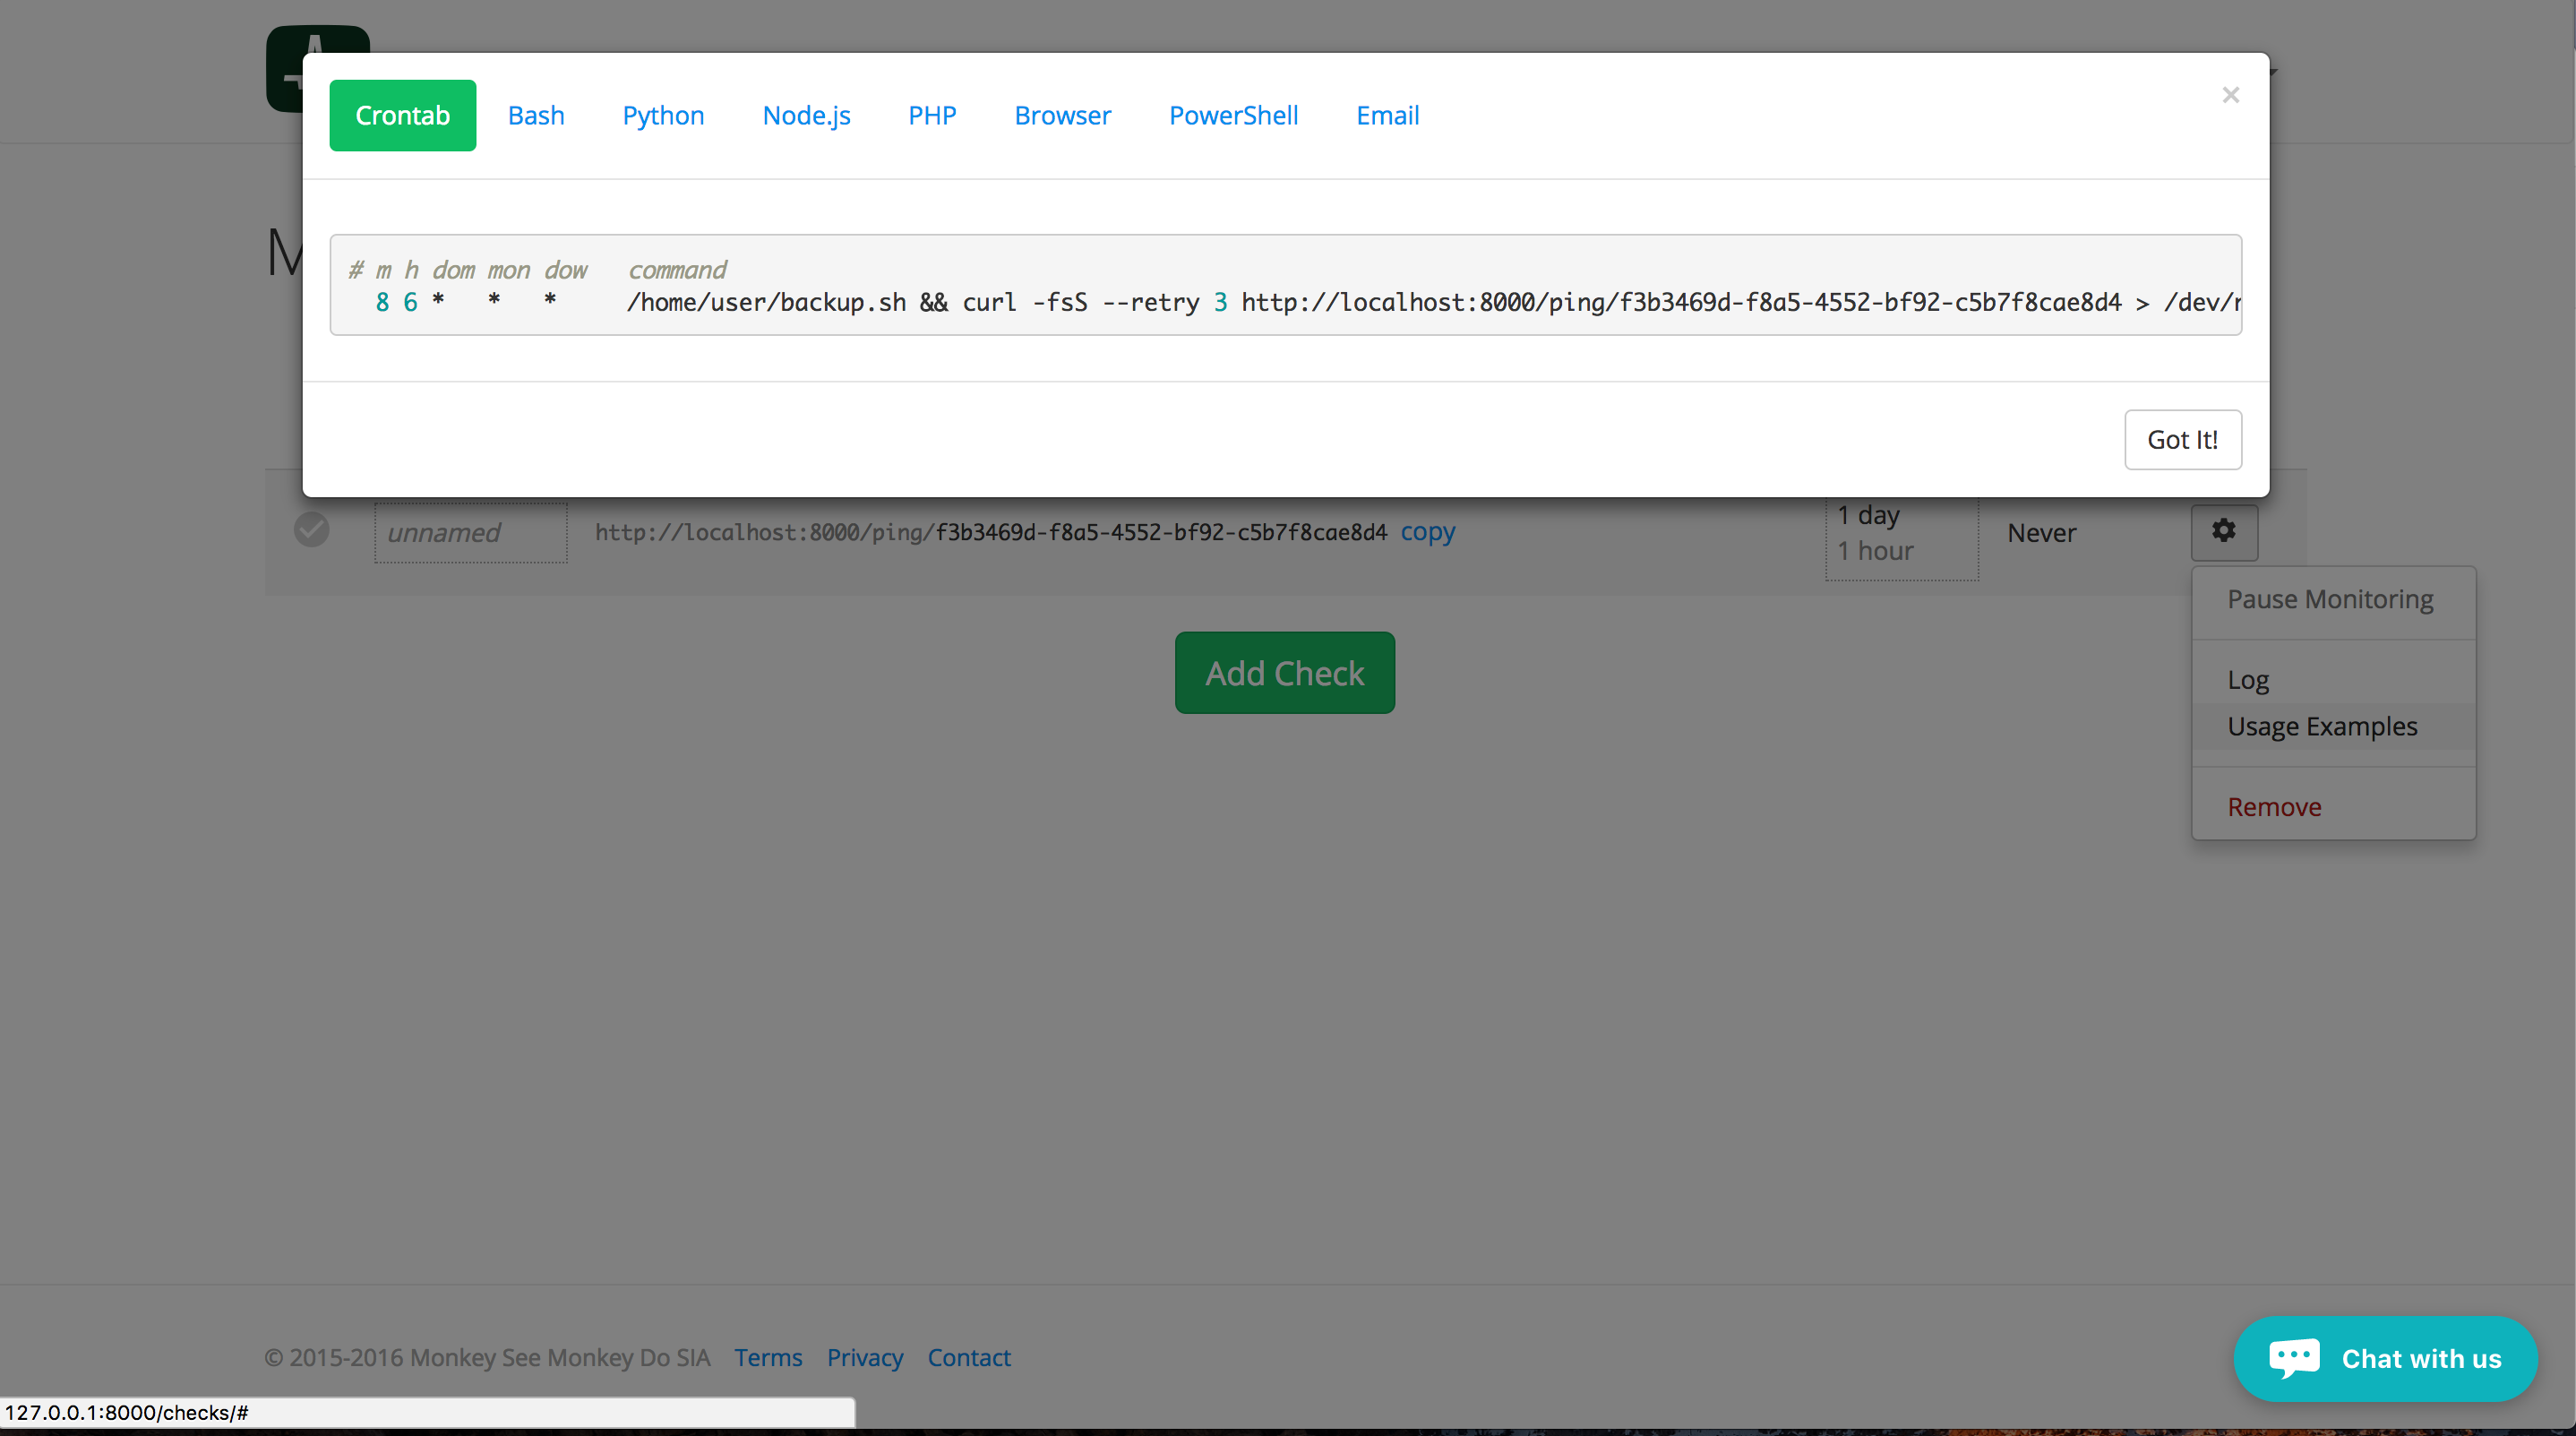 Crontab Bash Python Node.js PHP Browser PowerShell Email ×
# m h dom mon dow command
8 6 * * * /home/user/backup.sh && curl -fsS --retry 3 http://localhost:8000/ping/f3b3469d-f8a5-4552-bf92-c5b7f8cae8d4 > /dev/
Got It!
unnamed http://localhost:8000/ping/f3b3469d-f8a5-4552-bf92-c5b7f8cae8d4 copy
1 day
1 hour
Never
Pause Monitoring
Log
Usage Examples
Remove
Add Check
© 2015-2016 Monkey See Monkey Do SIA Terms Privacy Contact
Chat with us
127.0.0.1:8000/checks/#